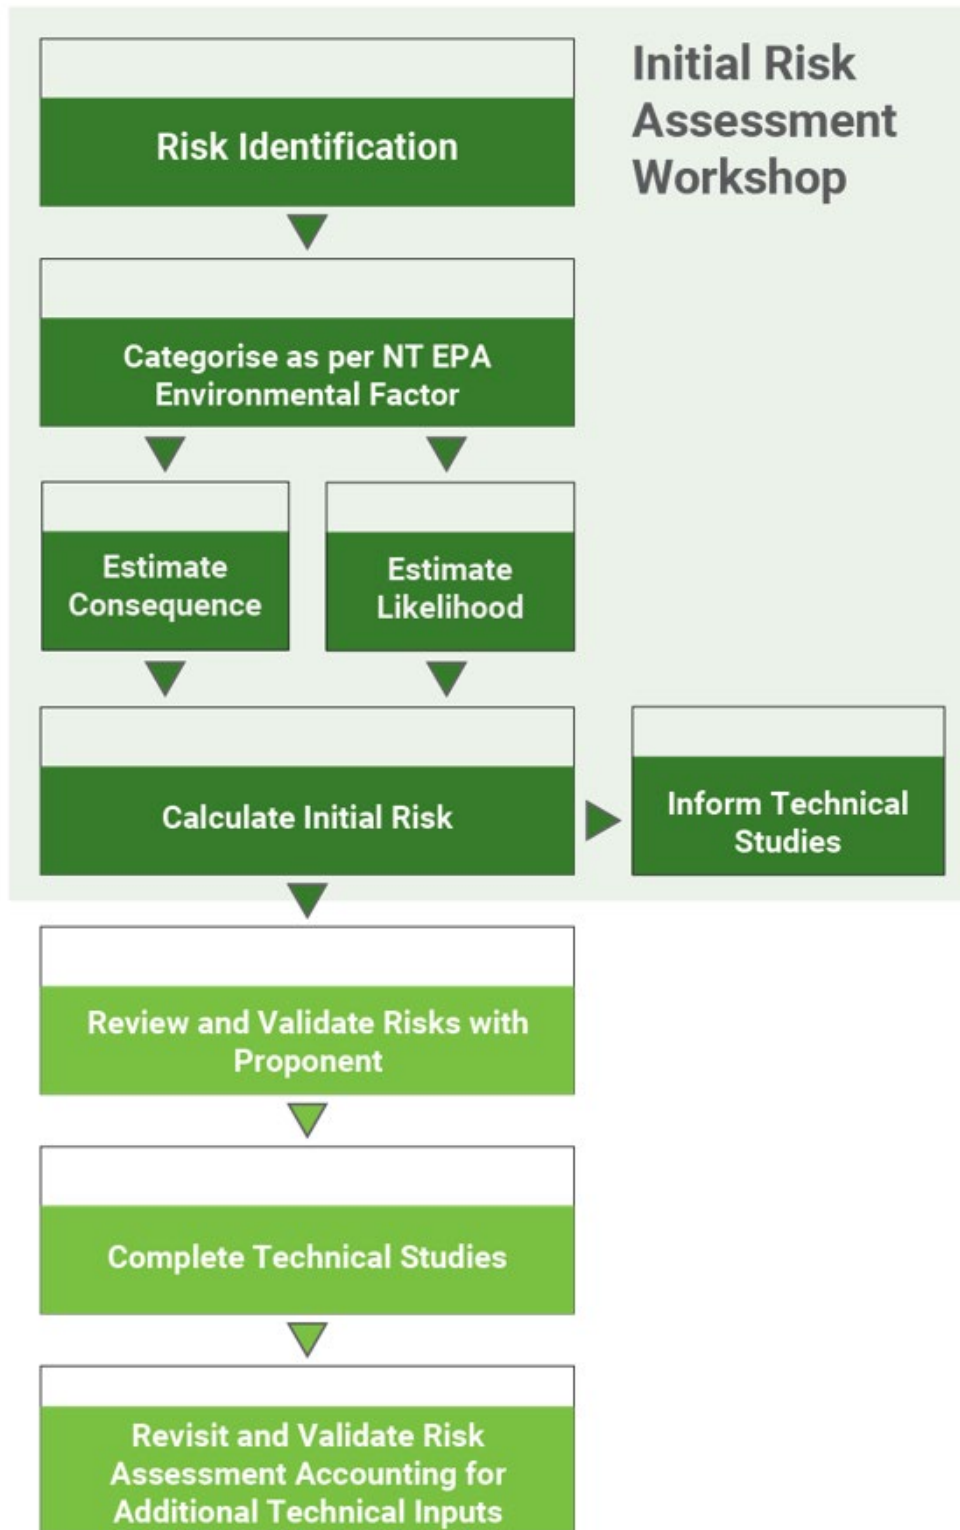 Initial Risk
Assessment
Workshop
Risk Identification
Categorise as per NT EPA
Environmental Factor
Estimate
Consequence
Estimate
Likelihood
Calculate Initial Risk
Inform Technical
Studies
Review and Validate Risks with
Proponent
Complete Technical Studies
Revisit and Validate Risk
Assessment Accounting for
Additional Technical Inputs